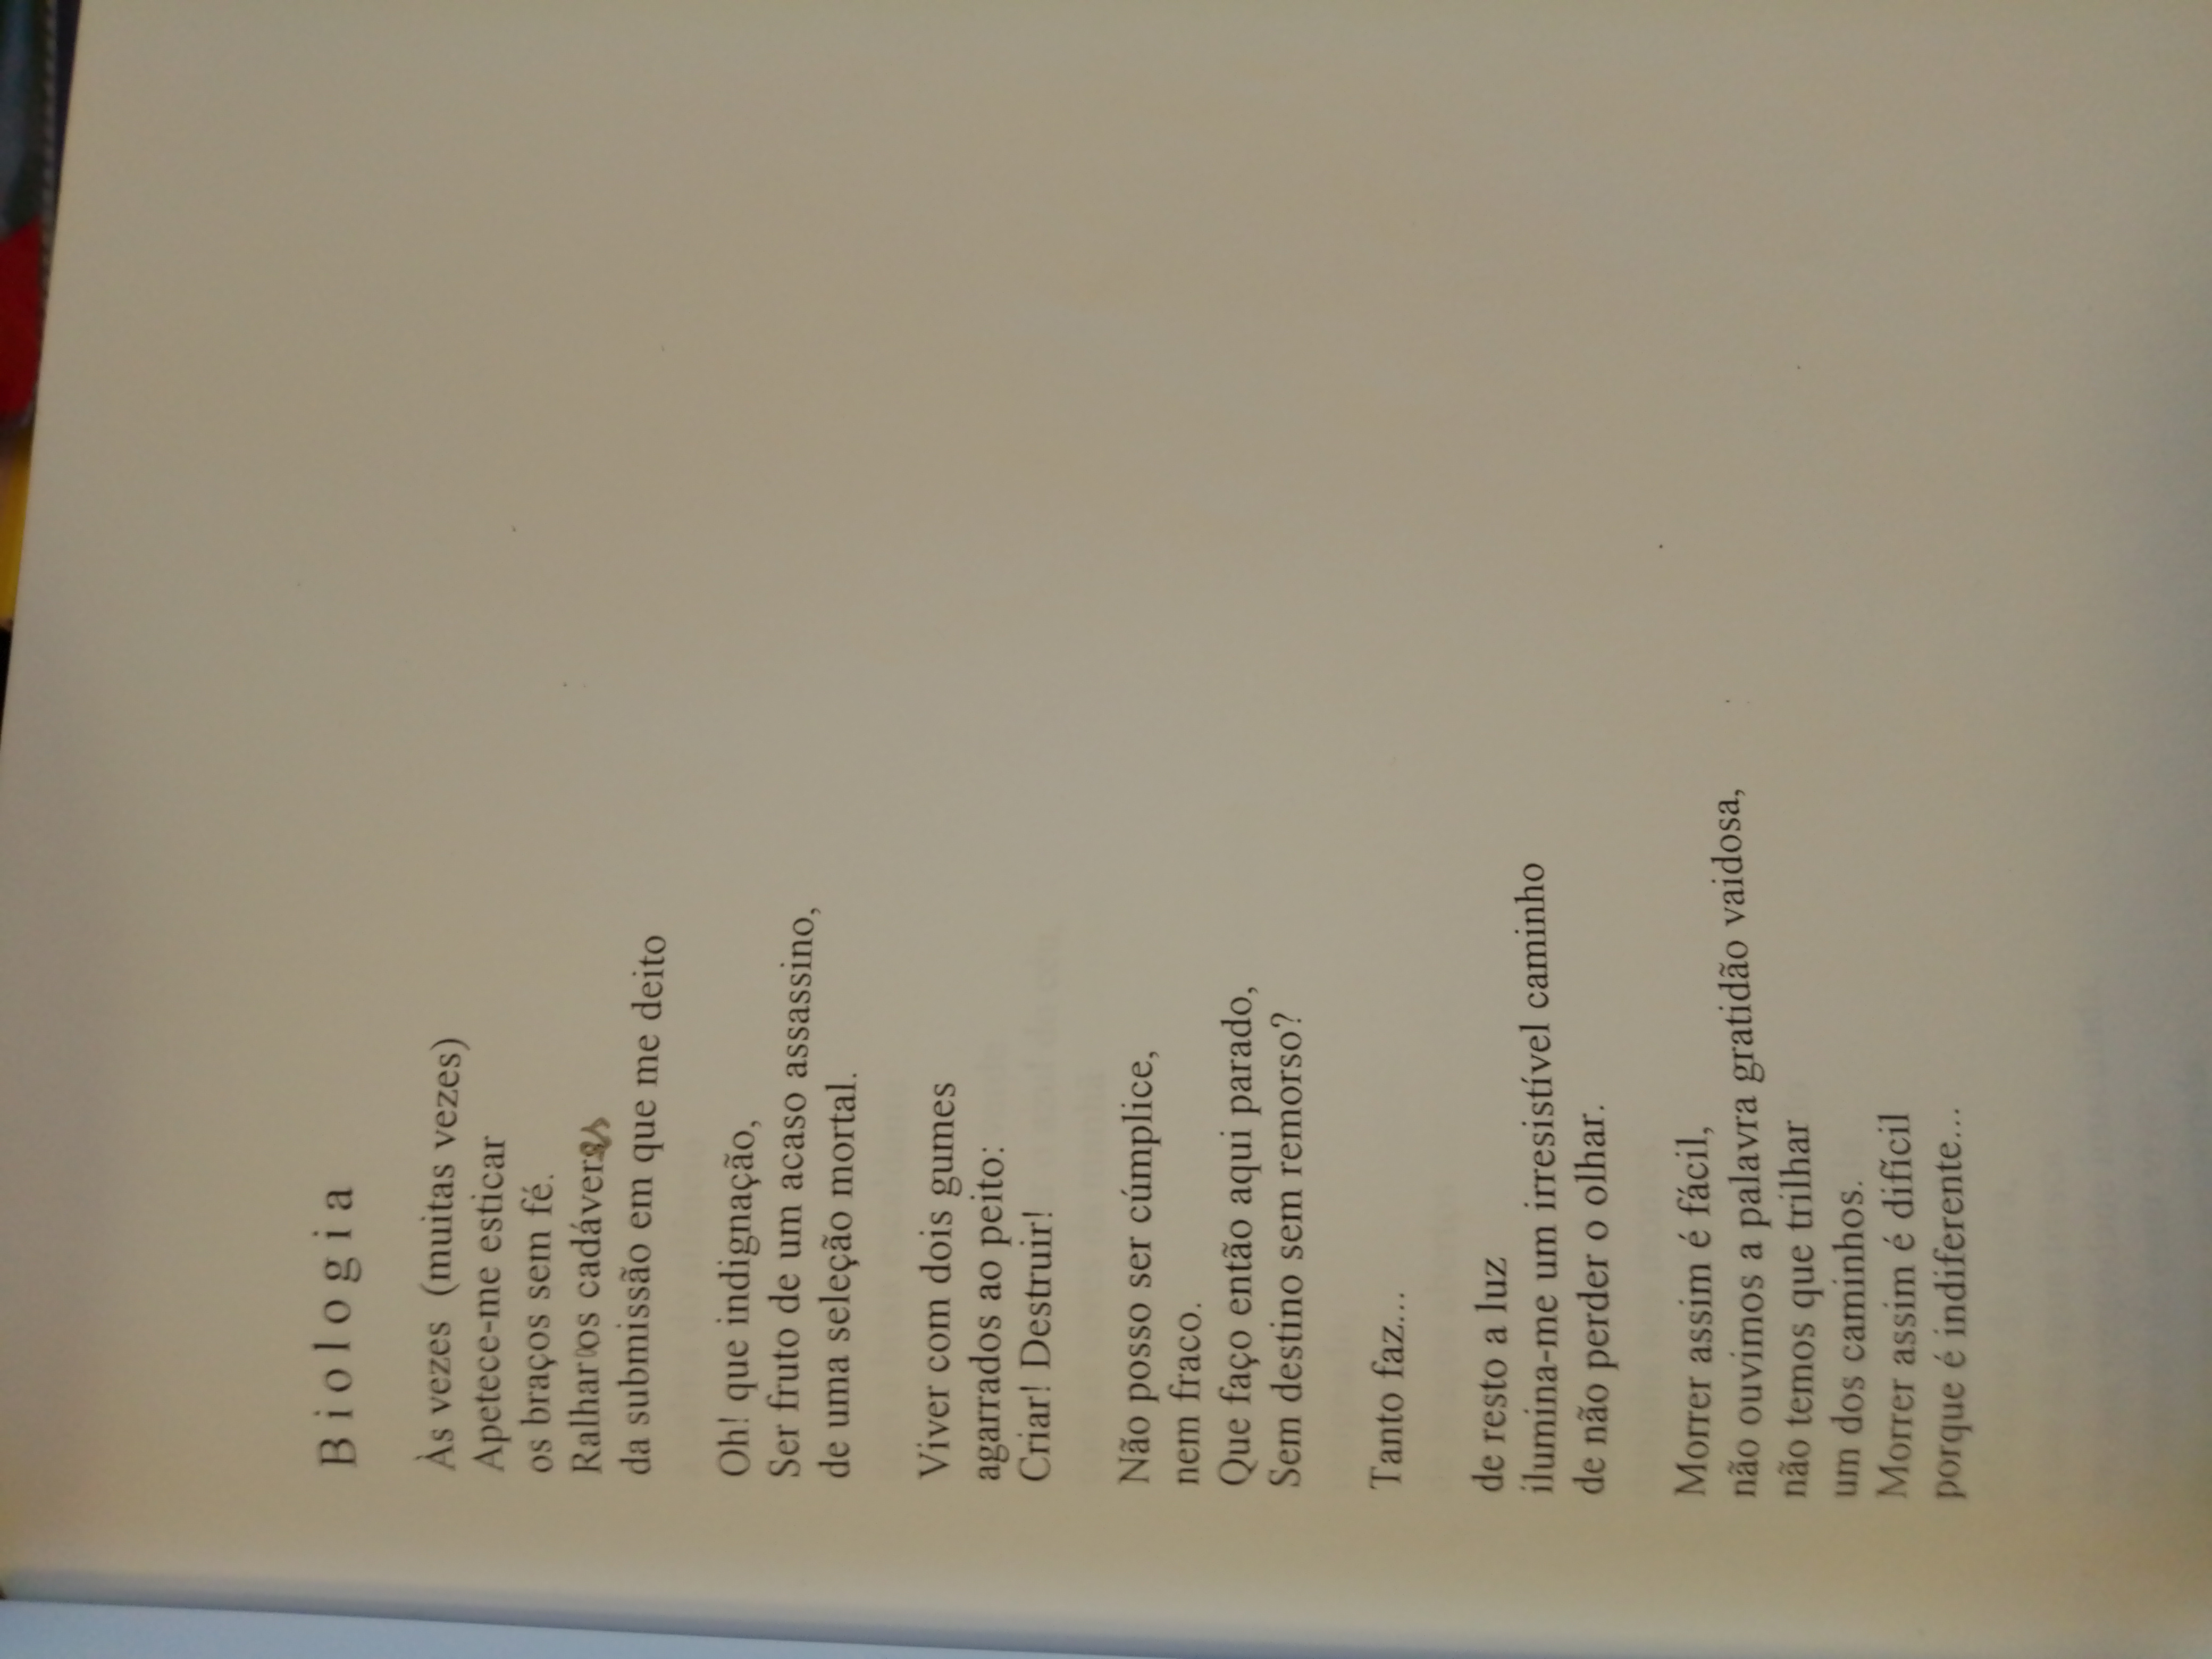 Biologia
Às vezes (muitas vezes)
Apetece-me esticar
os braços sem fé.
Ralhar os cadáveres
da submissão em que me deito
Oh! que indignação,
Ser fruto de um acaso assassino,
de uma seleção mortal.
Viver com dois gumes
agarrados ao peito:
Criar! Destruir!
Não posso ser cúmplice,
nem fraco.
Que faço então aqui parado,
Sem destino sem remorso?
Tanto faz...
de resto a luz
ilumina-me um irresistível caminho
de não perder o olhar.
Morrer assim é fácil,
não ouvimos a palavra gratidão vaidosa,
não temos que trilhar
um dos caminhos.
Morrer assim é difícil
porque é indiferente...